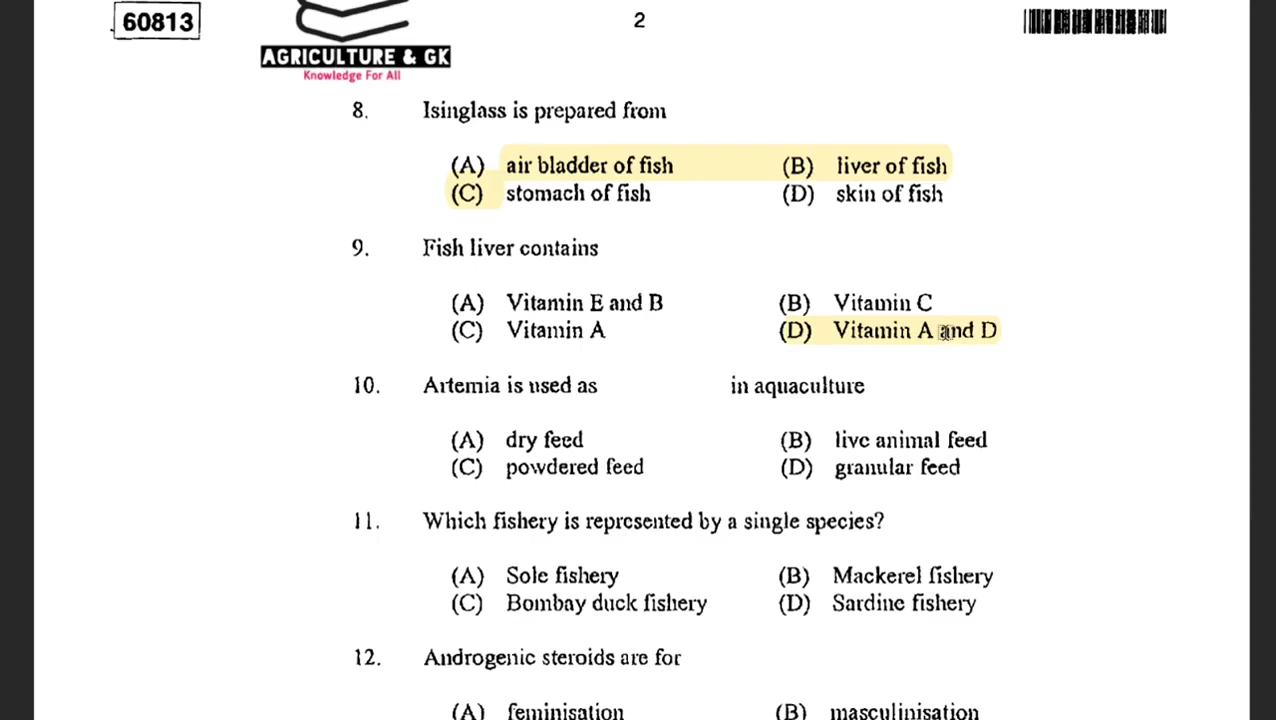 60813
2
AGRICULTURE & GK
Knowledge For All
8. Isinglass is prepared from
(A) air bladder of fish (B) liver of fish
(C) stomach of fish (D) skin of fish
9. Fish liver contains
(A) Vitamin E and B (B) Vitamin C
(C) Vitamin A (D) Vitamin A and D
10. Artemia is used as in aquaculture
(A) dry feed (B) live animal feed
(C) powdered feed (D) granular feed
11. Which fishery is represented by a single species?
(A) Sole fishery (B) Mackerel fishery
(C) Bombay duck fishery (D) Sardine fishery
12. Androgenic steroids are for
(A) feminisation (B) masculinisation